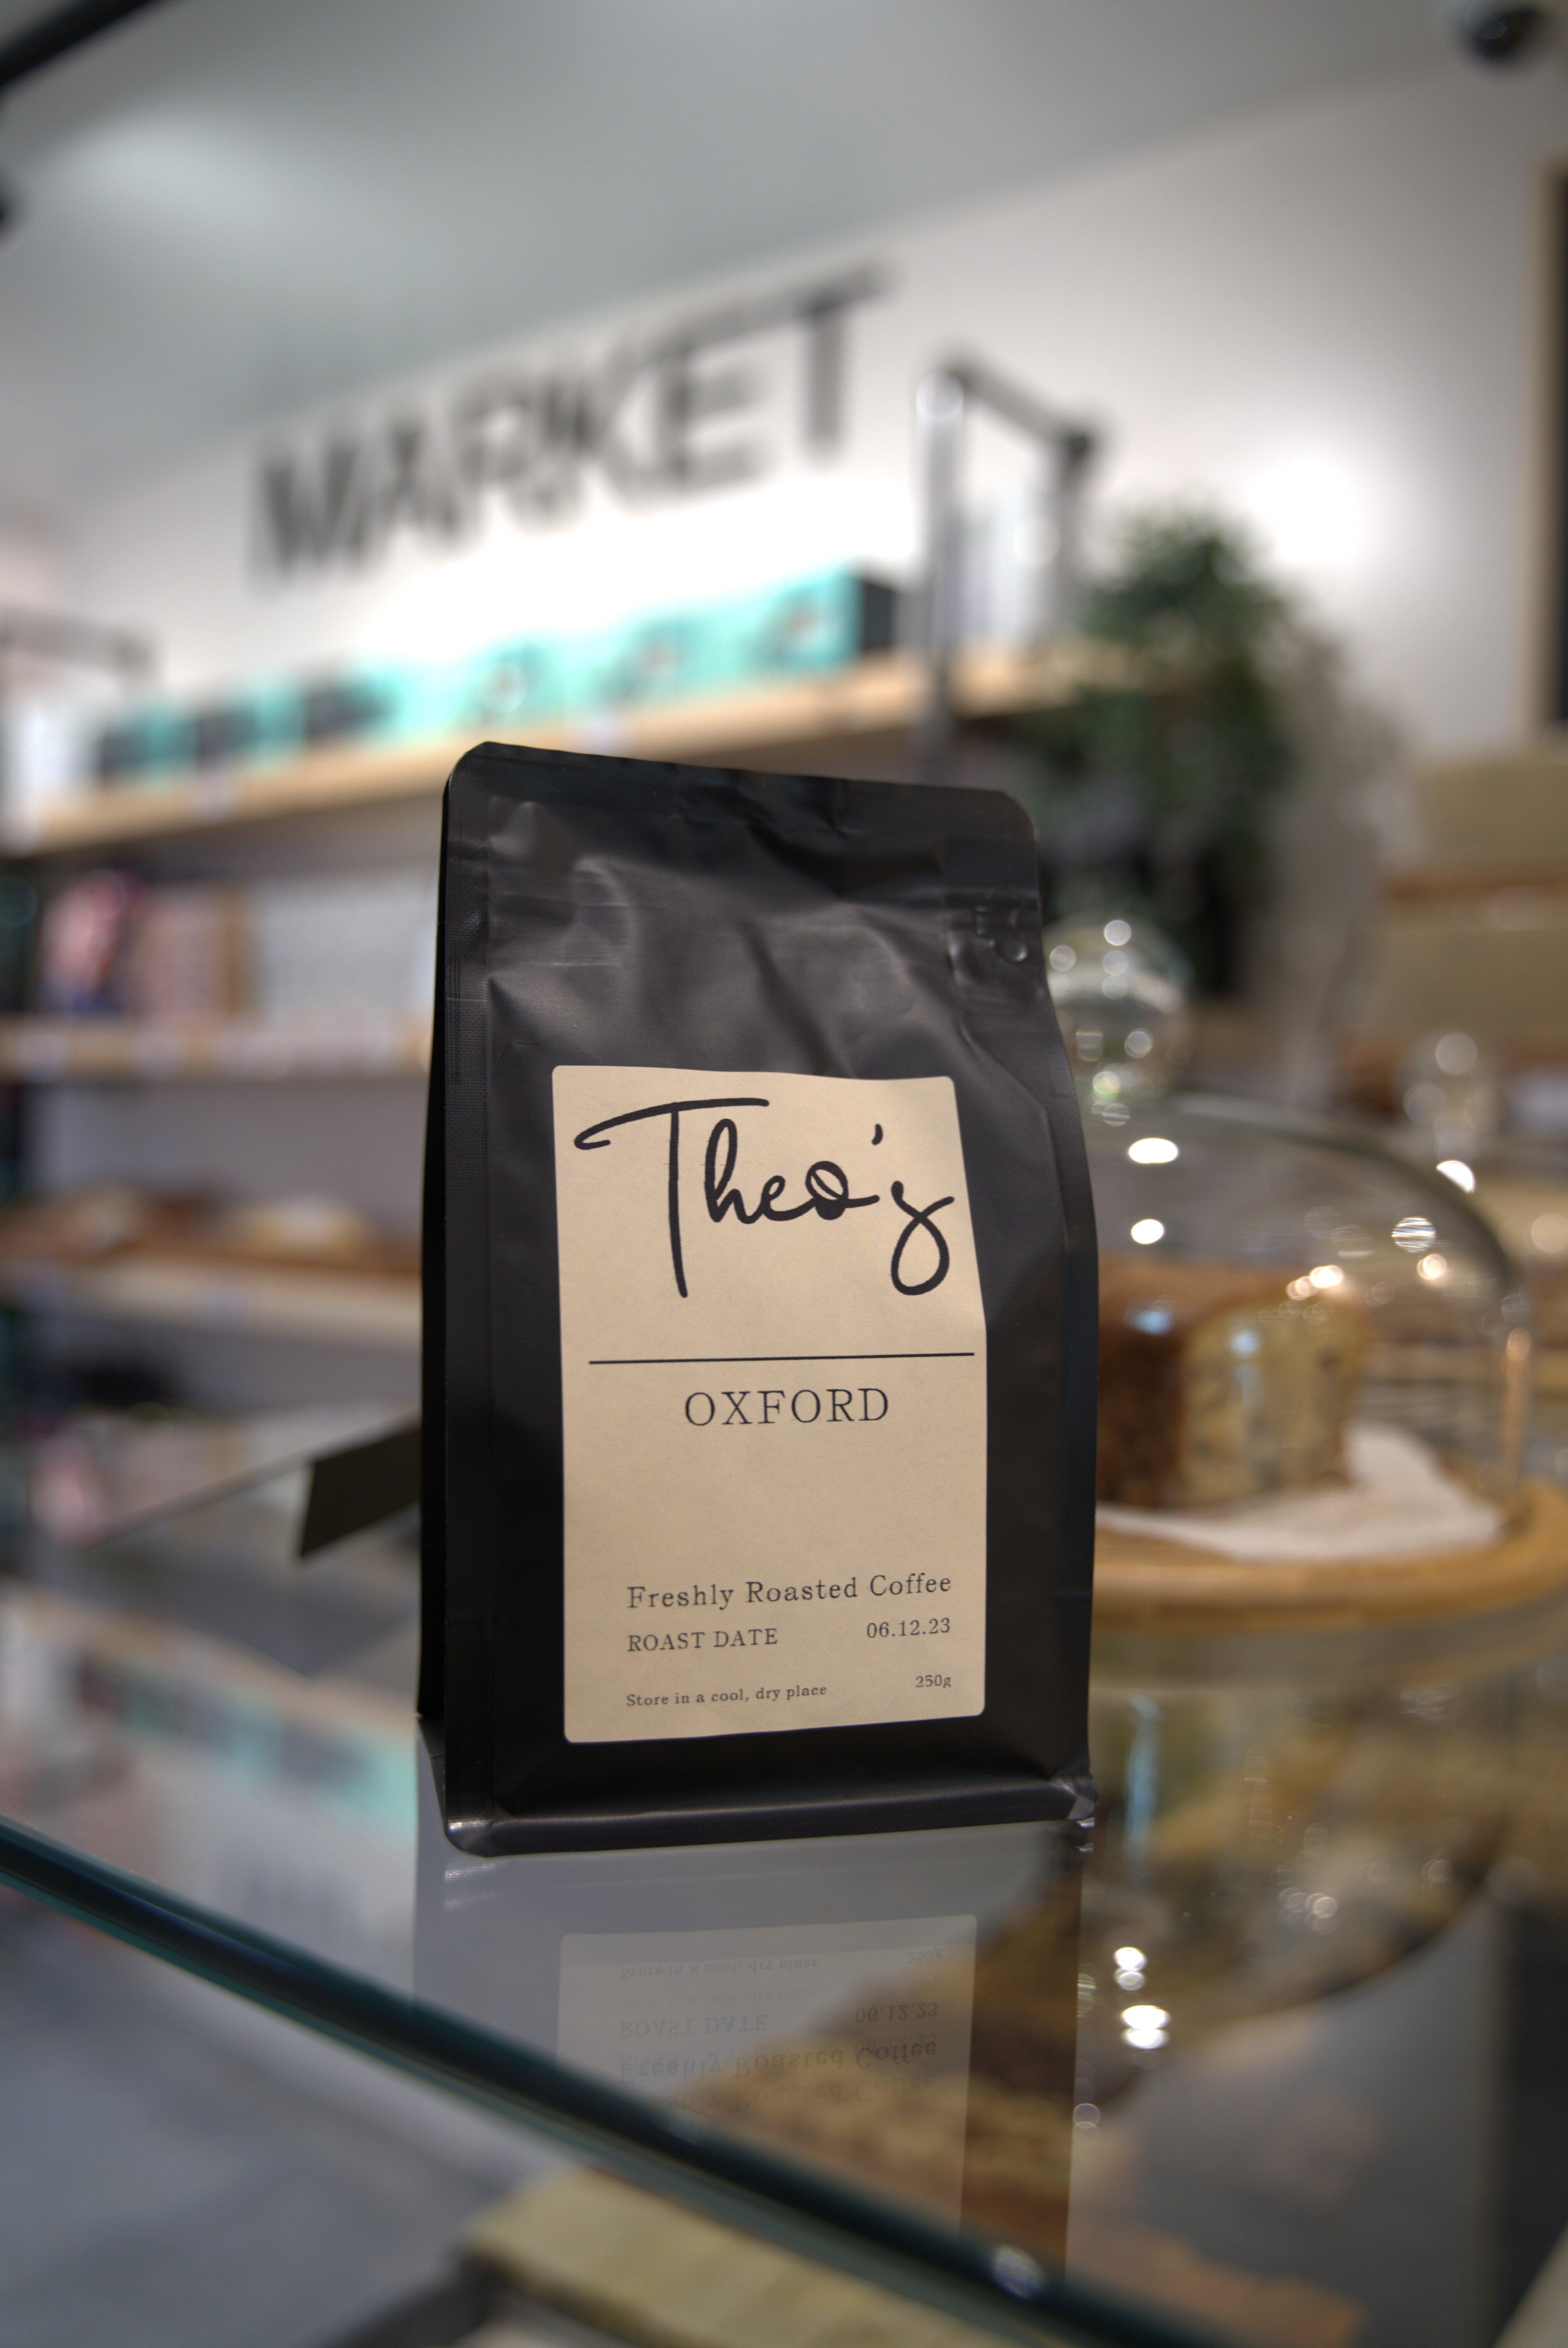 MARKET
Theo's
OXFORD
Freshly Roasted Coffee
ROAST DATE 06.12.23
Store in a cool, dry place 250g